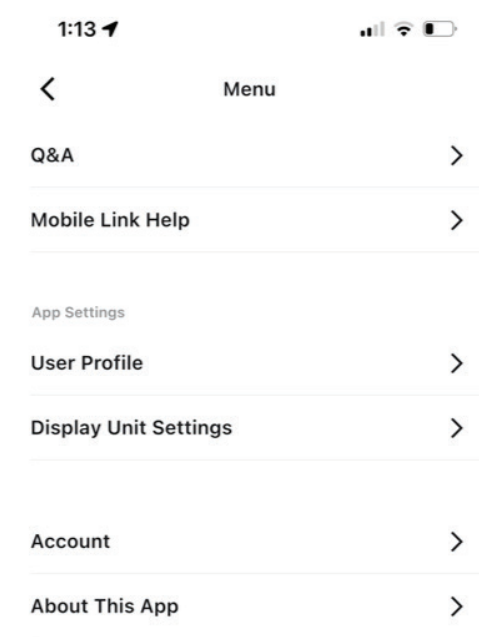 1:13
Menu
Q&A
Mobile Link Help
App Settings
User Profile
Display Unit Settings
Account
About This App